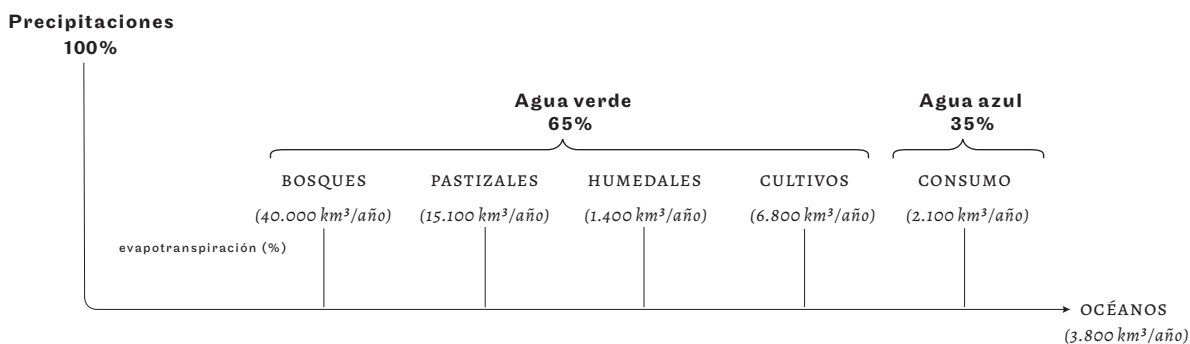 Precipitaciones
100%
Agua verde
65%
Agua azul
35%
BOSQUES
PASTIZALES
HUMEDALES
CULTIVOS
CONSUMO
(40.000 km³/año)
(15.100 km³/año)
(1.400 km³/año)
(6.800 km³/año)
(2.100 km³/año)
evapotranspiración (%)
OCÉANOS
(3.800 km³/año)